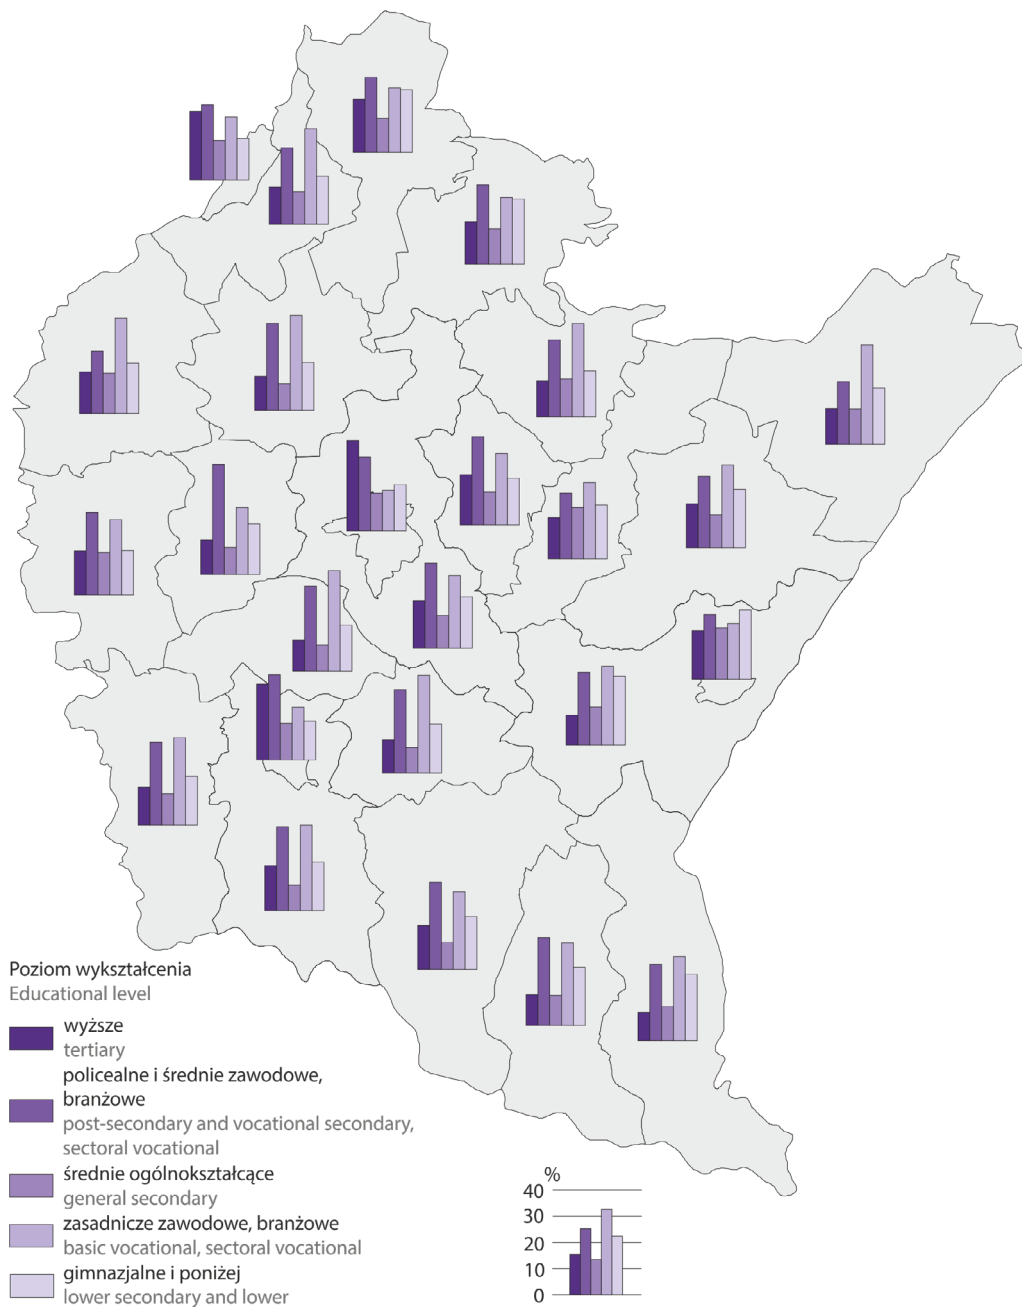 Poziom wykształcenia
Educational level
wyższe
tertiary
policealne i średnie zawodowe,
branżowe
post-secondary and vocational secondary,
sectoral vocational
średnie ogólnokształcące
general secondary
zasadnicze zawodowe, branżowe
basic vocational, sectoral vocational
gimnazjalne i poniżej
lower secondary and lower
%
40
30
20
10
0